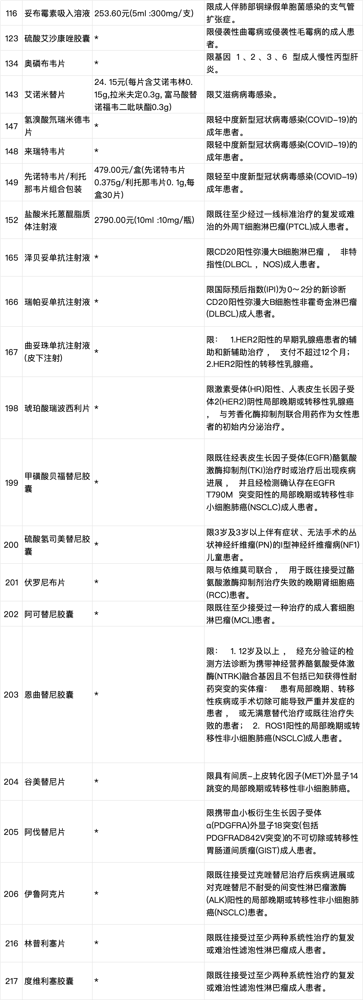 116 妥布霉素吸入溶液 253.60元(5ml :300mg/支) 限成人伴肺部铜绿假单胞菌感染的支气管
扩张症。
123 硫酸艾沙康唑胶囊 * 限侵袭性曲霉病或侵袭性毛霉病的成人患
者。
134 奥磷布韦片 * 限基因 1 、2 、3 、6 型成人慢性丙型肝
炎。
143 艾诺米替片
24. 15元(每片含艾诺韦林0.
15g,拉米夫定0.3g, 富马酸替
诺福韦二吡呋酯0.3g)
限艾滋病病毒感染。
147 氢溴酸氘瑞米德韦
片
*
限轻中度新型冠状病毒感染(COVID-19)的
成年患者。
148 来瑞特韦片 *
限轻中度新型冠状病毒感染(COVID-19)的
成年患者。
149 先诺特韦片/利托
那韦片组合包装
479.00元/盒(先诺特韦片
0.375g/利托那韦片0. 1g,每
盒30片)
限轻至中度新型冠状病毒感染(COVID-19)
成年患者。
152 盐酸米托蒽醌脂质
体注射液
2790.00元(10ml :10mg/瓶)
限既往至少经过一线标准治疗的复发或难
治的外周T细胞淋巴瘤(PTCL)成人患者。
165 泽贝妥单抗注射液 *
限CD20阳性弥漫大B细胞淋巴瘤 , 非特
指性(DLBCL , NOS)成人患者。
166 瑞帕妥单抗注射液 *
限国际预后指数(IPI)为0～2分的新诊断
CD20阳性弥漫大B细胞性非霍奇金淋巴瘤
(DLBCL)成人患者。
167 曲妥珠单抗注射液
(皮下注射)
*
限： 1.HER2阳性的早期乳腺癌患者的辅
助和新辅助治疗 , 支付不超过12个月；
2.HER2阳性的转移性乳腺癌。
198 琥珀酸瑞波西利片 *
限激素受体(HR)阳性、人表皮生长因子受
体2(HER2)阴性局部晚期或转移性乳腺癌
, 与芳香化酶抑制剂联合用药作为女性患
者的初始内分泌治疗。
199 甲磺酸贝福替尼胶
囊
*
限既往经表皮生长因子受体(EGFR)酪氨酸
激酶抑制剂(TKI)治疗时或治疗后出现疾病
进展 , 并且经检测确认存在EGFR
T790M 突变阳性的局部晚期或转移性非
小细胞肺癌(NSCLC)成人患者。
200 硫酸氢司美替尼胶
囊
*
限3岁及3岁以上伴有症状、无法手术的丛
状神经纤维瘤(PN)的I型神经纤维瘤病(NF1)
儿童患者。
201 伏罗尼布片 *
限与依维莫司联合 , 用于既往接受过酪
氨酸激酶抑制剂治疗失败的晚期肾细胞癌
(RCC)患者。
202 阿可替尼胶囊 *
限既往至少接受过一种治疗的成人套细胞
淋巴瘤(MCL)患者。
203 恩曲替尼胶囊 *
限： 1. 12岁及以上 , 经充分验证的检
测方法诊断为携带神经营养酪氨酸受体激
酶(NTRK)融合基因且不包括已知获得性耐
药突变的实体瘤： 患有局部晚期、转移
性疾病或手术切除可能导致严重并发症的
患者 , 或无满意替代治疗或既往治疗失
败的患者； 2. ROS1阳性的局部晚期或转
移性非小细胞肺癌(NSCLC)成人患者。
204 谷美替尼片 *
限具有间质-上皮转化因子(MET)外显子14
跳变的局部晚期或转移性非小细胞肺癌。
205 阿伐替尼片 *
限携带血小板衍生生长因子受体
α(PDGFRA)外显子18突变(包括
PDGFRAD842V突变)的不可切除或转移性
胃肠道间质瘤(GIST)成人患者。
206 伊鲁阿克片 *
限既往接受过克唑替尼治疗后疾病进展或
对克唑替尼不耐受的间变性淋巴瘤激酶
(ALK)阳性的局部晚期或转移性非小细胞肺
癌(NSCLC)患者。
216 林普利塞片 *
限既往接受过至少两种系统性治疗的复发
或难治性滤泡性淋巴瘤成人患者。
217 度维利塞胶囊 *
限既往接受过至少两种系统性治疗的复发
或难治性滤泡性淋巴瘤成人患者。